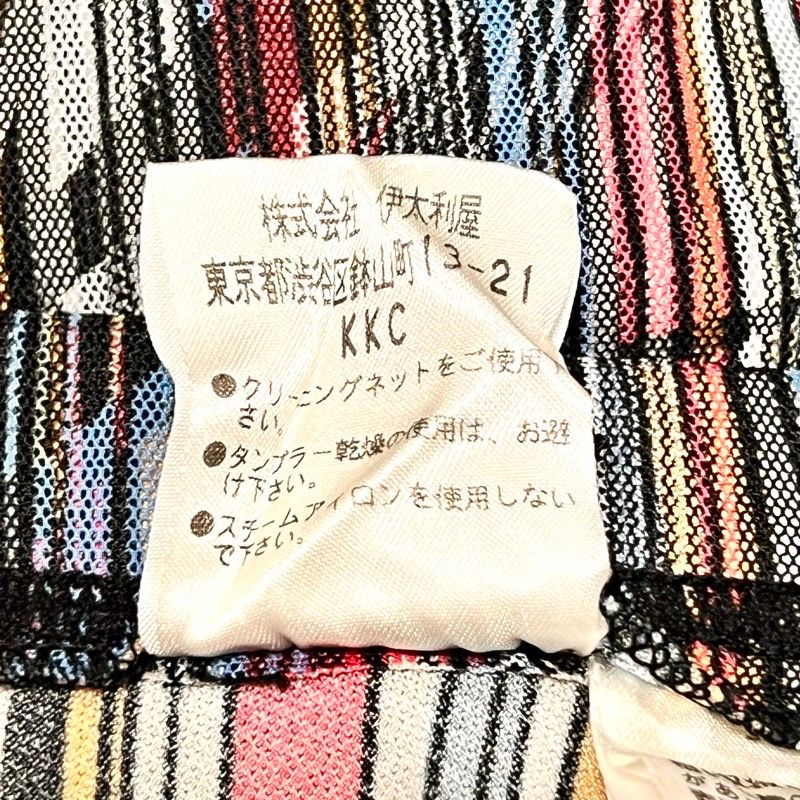 株式会社 伊太利屋
東京都渋谷区鉢山町13-21
KKC
●クリーニングネットをご使用下
さい。
●タンブラー乾燥の使用は、お避
け下さい。
●スチームアイロンを使用しない
で下さい。